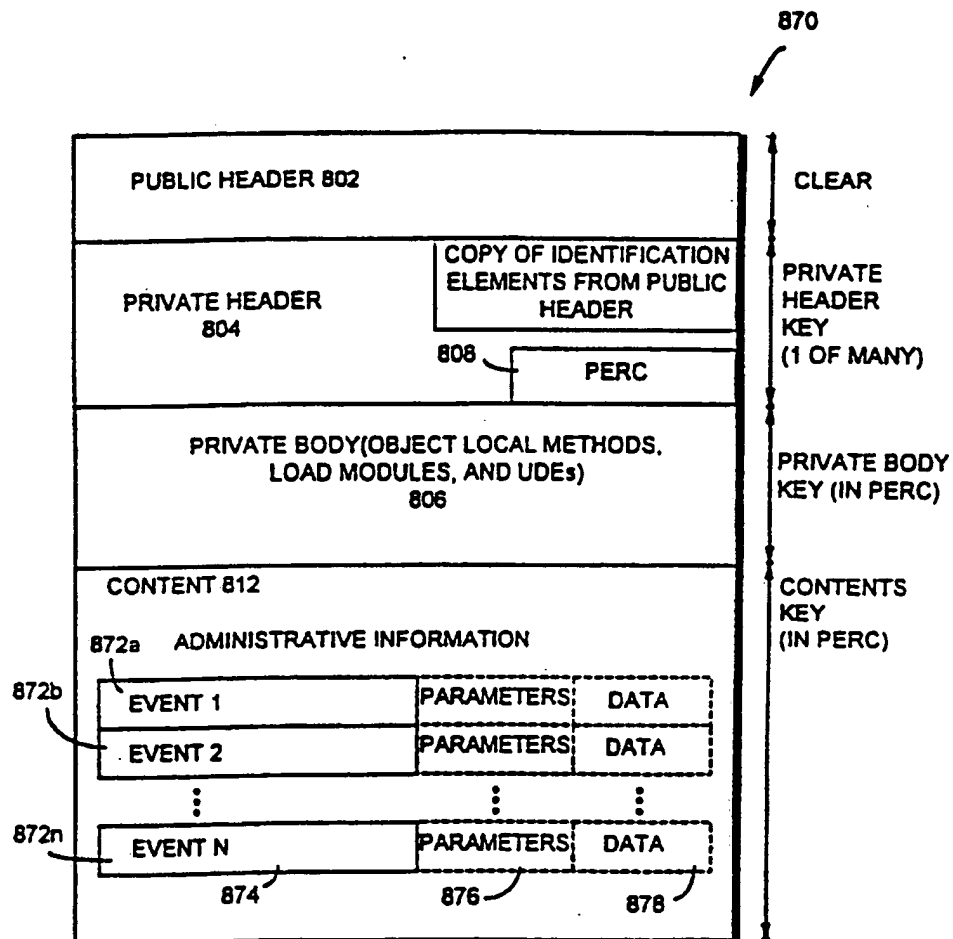 870
PUBLIC HEADER 802
CLEAR
COPY OF IDENTIFICATION
ELEMENTS FROM PUBLIC
HEADER
PRIVATE HEADER
804
PRIVATE
HEADER
KEY
(1 OF MANY)
808
PERC
PRIVATE BODY(OBJECT LOCAL METHODS,
LOAD MODULES, AND UDEs)
806
PRIVATE BODY
KEY (IN PERC)
CONTENT 812
CONTENTS
KEY
(IN PERC)
872a
ADMINISTRATIVE INFORMATION
872b
EVENT 1 PARAMETERS DATA
EVENT 2 PARAMETERS DATA
872n
EVENT N PARAMETERS DATA
874 876 878